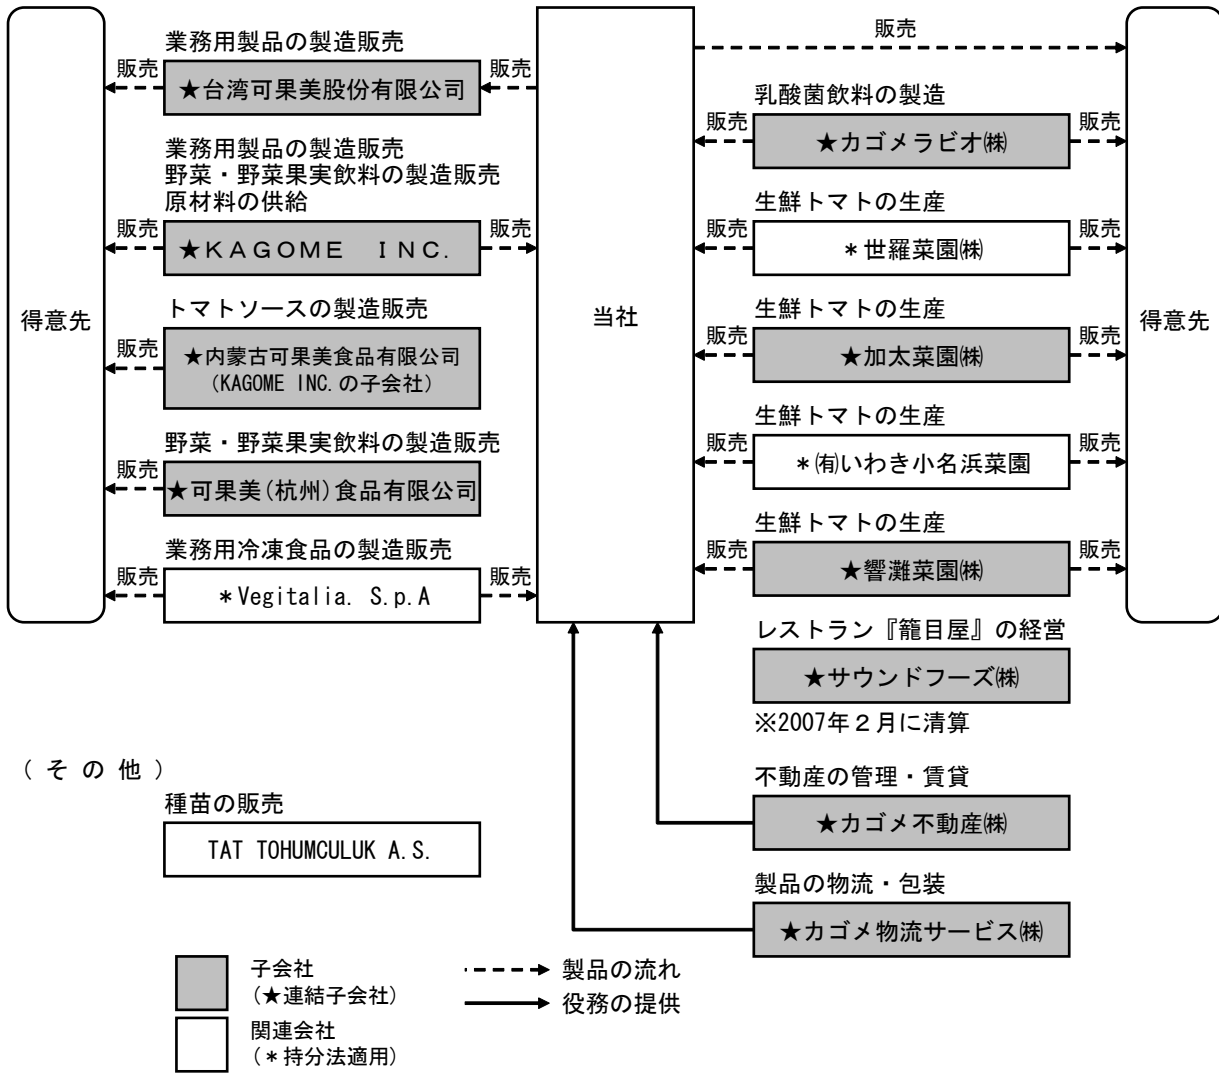 業務用製品の製造販売
販売
★台湾可果美股份有限公司
販売
業務用製品の製造販売
野菜・野菜果実飲料の製造販売
原材料の供給
販売
★KAGOME INC.
販売
トマトソースの製造販売
販売
★内蒙古可果美食品有限公司
(KAGOME INC.の子会社)
野菜・野菜果実飲料の製造販売
販売
★可果美(杭州)食品有限公司
業務用冷凍食品の製造販売
販売
*Vegitalia. S.p.A
販売
得意先
当社
販売
乳酸菌飲料の製造
販売
★カゴメラビオ㈱
販売
生鮮トマトの生産
販売
*世羅菜園㈱
販売
生鮮トマトの生産
販売
★加太菜園㈱
販売
生鮮トマトの生産
販売
*㈲いわき小名浜菜園
販売
生鮮トマトの生産
販売
★響灘菜園㈱
販売
得意先
レストラン『籠目屋』の経営
★サウンドフーズ㈱
※2007年2月に清算
不動産の管理・賃貸
★カゴメ不動産㈱
製品の物流・包装
★カゴメ物流サービス㈱
(その他)
種苗の販売
TAT TOHUMCULUK A.S.
子会社
(★連結子会社)
関連会社
(*持分法適用)
製品の流れ
役務の提供